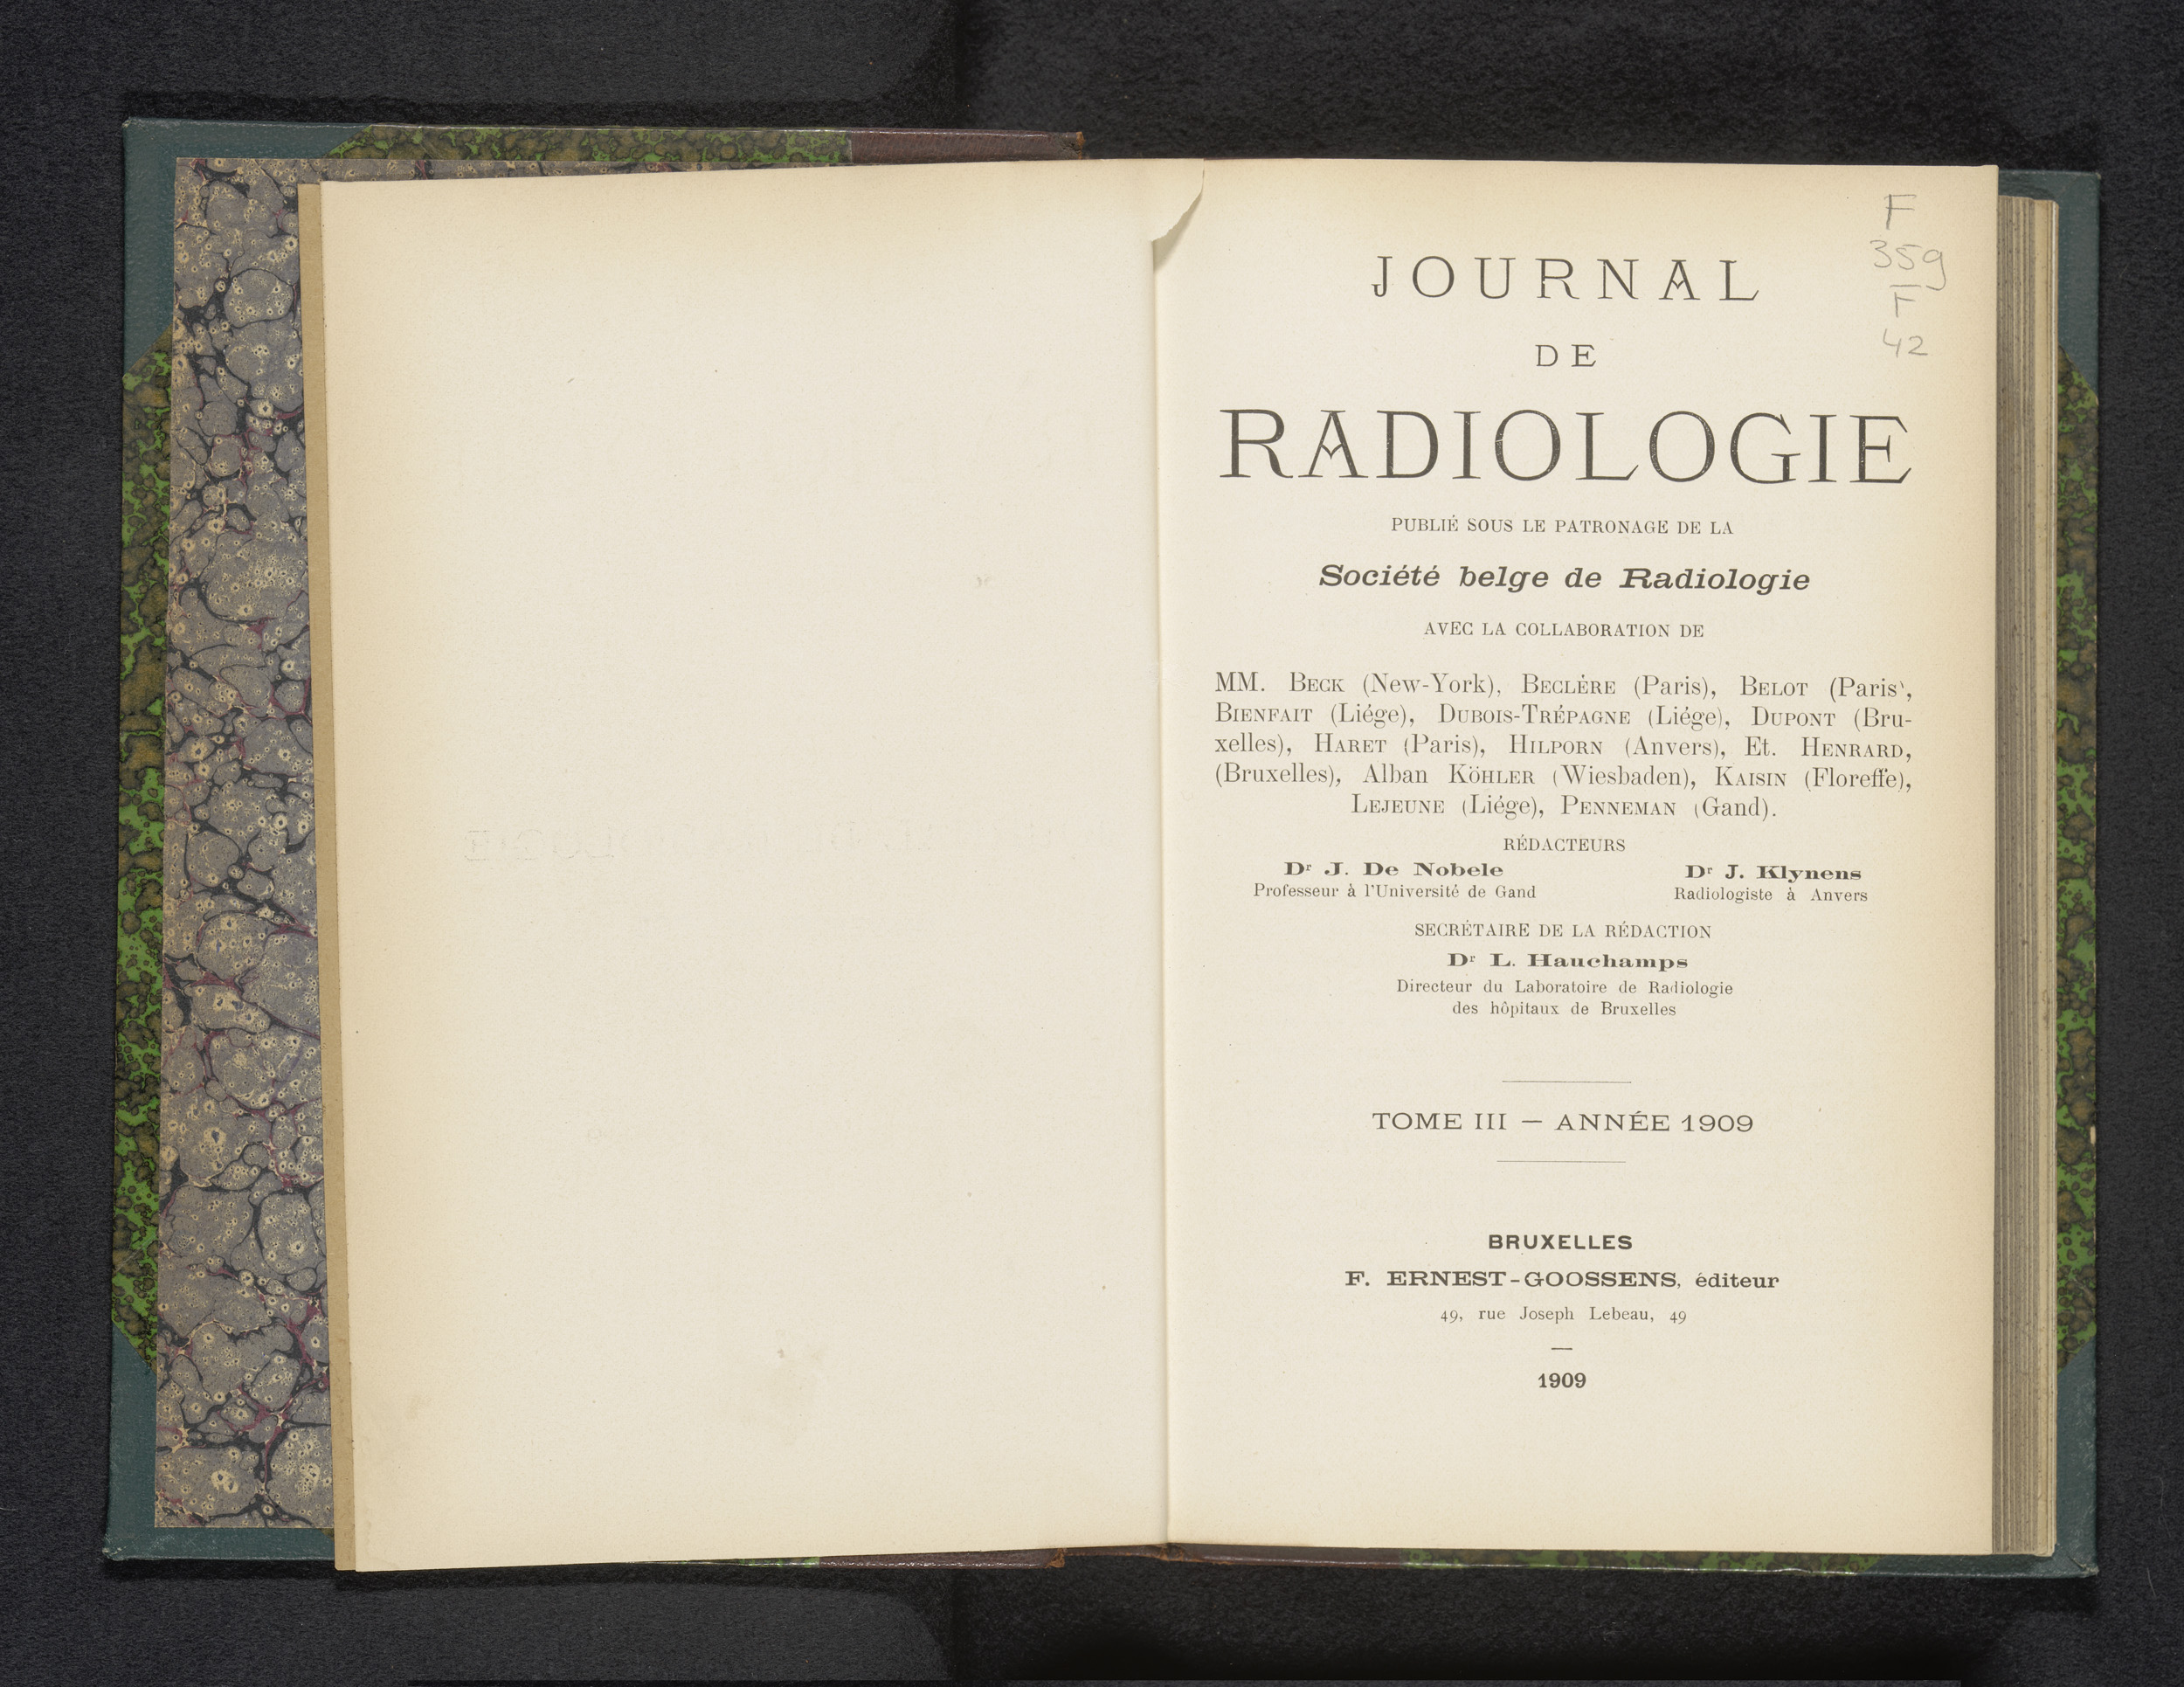 F
359
F
42
JOURNAL
DE
RADIOLOGIE
PUBLIÉ SOUS LE PATRONAGE DE LA
Société belge de Radiologie
AVEC LA COLLABORATION DE
MM. BECK (New-York), BECLÈRE (Paris), BELOT (Paris),
BIENFAIT (Liége), DUBOIS-TRÉPAGNE (Liége), DUPONT (Bru-
xelles), HARET (Paris), HILPORN (Anvers), Et. HENRARD,
(Bruxelles), Alban KÖHLER (Wiesbaden), KAISIN (Floreffe),
LEJEUNE (Liége), PENNEMAN (Gand).
RÉDACTEURS
Dr J. De Nobele
Professeur à l'Université de Gand
Dr J. Klynens
Radiologiste à Anvers
SECRÉTAIRE DE LA RÉDACTION
Dr L. Hauchamps
Directeur du Laboratoire de Radiologie
des hôpitaux de Bruxelles
TOME III — ANNÉE 1909
BRUXELLES
F. ERNEST-GOOSSENS, éditeur
49, rue Joseph Lebeau, 49
1909